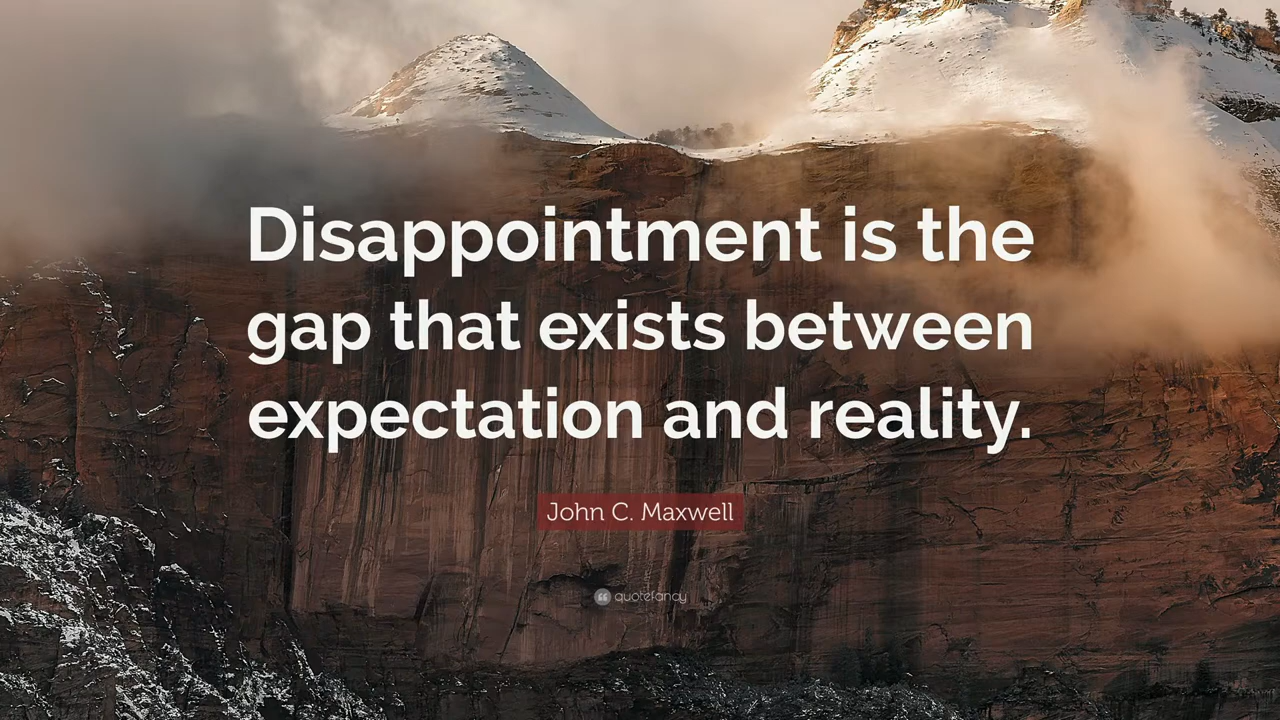 Disappointment is the
gap that exists between
expectation and reality.
John C. Maxwell
quotefancy